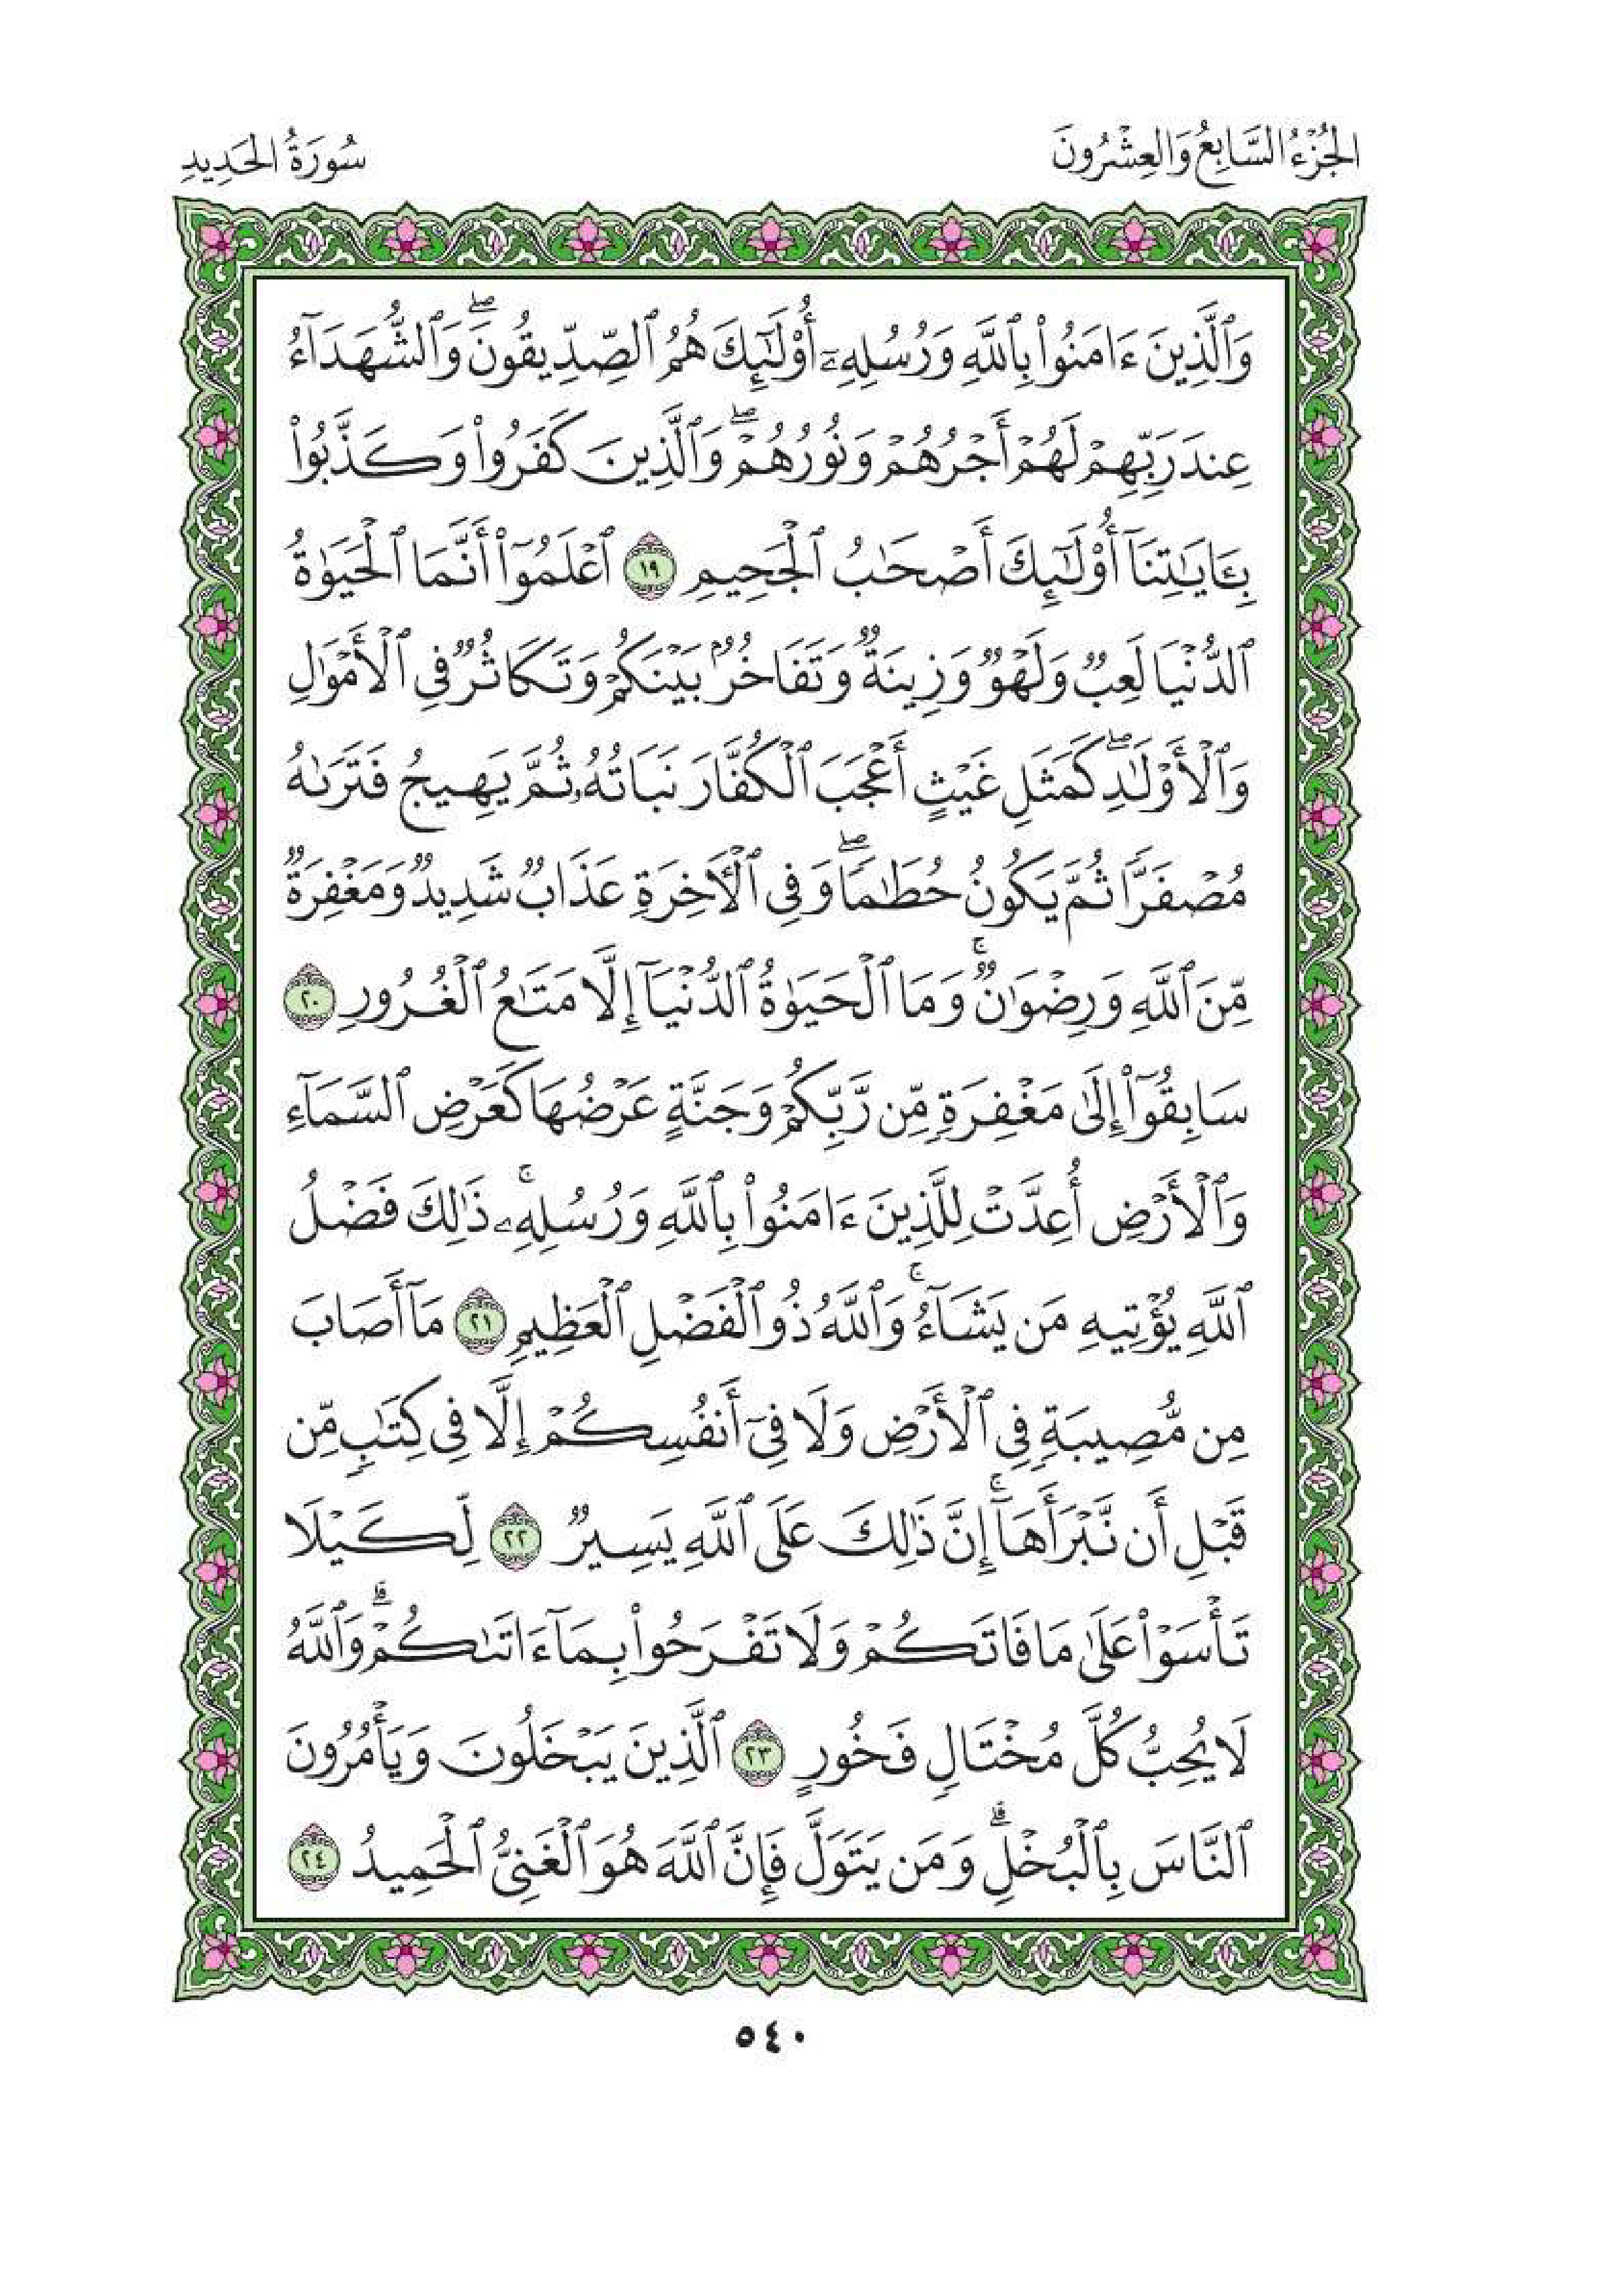 الجُزْءُ السَّابِعُ وَالعِشْرُونَ
سُورَةُ الحَدِيدِ
وَٱلَّذِينَ ءَامَنُوا۟ بِٱللَّهِ وَرُسُلِهِۦٓ أُو۟لَـٰٓئِكَ هُمُ ٱلصِّدِّيقُونَ ۖ وَٱلشُّهَدَآءُ
عِندَ رَبِّهِمْ لَهُمْ أَجْرُهُمْ وَنُورُهُمْ ۖ وَٱلَّذِينَ كَفَرُوا۟ وَكَذَّبُوا۟
بِـَٔايَـٰتِنَآ أُو۟لَـٰٓئِكَ أَصْحَـٰبُ ٱلْجَحِيمِ ١٩ ٱعْلَمُوٓا۟ أَنَّمَا ٱلْحَيَوٰةُ
ٱلدُّنْيَا لَعِبٌ وَلَهْوٌ وَزِينَةٌ وَتَفَاخُرٌۢ بَيْنَكُمْ وَتَكَاثُرٌ فِى ٱلْأَمْوَٰلِ
وَٱلْأَوْلَـٰدِ ۖ كَمَثَلِ غَيْثٍ أَعْجَبَ ٱلْكُفَّارَ نَبَاتُهُۥ ثُمَّ يَهِيجُ فَتَرَىٰهُ
مُصْفَرًّا ثُمَّ يَكُونُ حُطَـٰمًا ۖ وَفِى ٱلْـَٔاخِرَةِ عَذَابٌ شَدِيدٌ وَمَغْفِرَةٌ
مِّنَ ٱللَّهِ وَرِضْوَٰنٌ ۚ وَمَا ٱلْحَيَوٰةُ ٱلدُّنْيَآ إِلَّا مَتَـٰعُ ٱلْغُرُورِ ٢٠
سَابِقُوٓا۟ إِلَىٰ مَغْفِرَةٍ مِّن رَّبِّكُمْ وَجَنَّةٍ عَرْضُهَا كَعَرْضِ ٱلسَّمَآءِ
وَٱلْأَرْضِ أُعِدَّتْ لِلَّذِينَ ءَامَنُوا۟ بِٱللَّهِ وَرُسُلِهِۦ ۚ ذَٰلِكَ فَضْلُ
ٱللَّهِ يُؤْتِيهِ مَن يَشَآءُ ۚ وَٱللَّهُ ذُو ٱلْفَضْلِ ٱلْعَظِيمِ ٢١ مَآ أَصَابَ
مِن مُّصِيبَةٍ فِى ٱلْأَرْضِ وَلَا فِىٓ أَنفُسِكُمْ إِلَّا فِى كِتَـٰبٍ مِّن
قَبْلِ أَن نَّبْرَأَهَآ ۚ إِنَّ ذَٰلِكَ عَلَى ٱللَّهِ يَسِيرٌ ٢٢ لِّكَيْلَا
تَأْسَوْا۟ عَلَىٰ مَا فَاتَكُمْ وَلَا تَفْرَحُوا۟ بِمَآ ءَاتَىٰكُمْ ۗ وَٱللَّهُ
لَا يُحِبُّ كُلَّ مُخْتَالٍ فَخُورٍ ٢٣ ٱلَّذِينَ يَبْخَلُونَ وَيَأْمُرُونَ
ٱلنَّاسَ بِٱلْبُخْلِ ۗ وَمَن يَتَوَلَّ فَإِنَّ ٱللَّهَ هُوَ ٱلْغَنِىُّ ٱلْحَمِيدُ ٢٤
٥٤٠